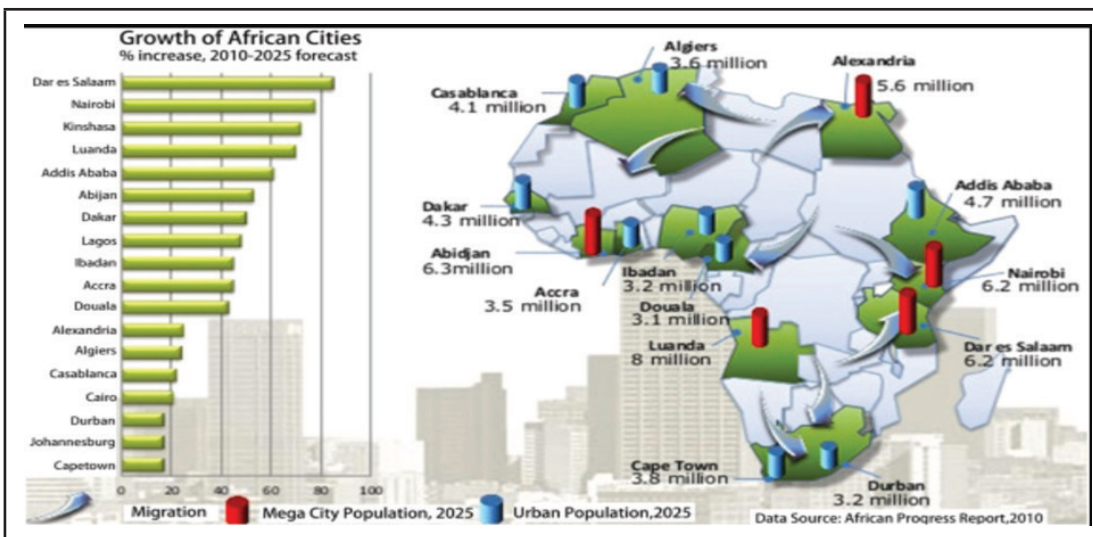 Growth of African Cities
% increase, 2010-2025 forecast
Dar es Salaam
Nairobi
Kinshasa
Luanda
Addis Ababa
Abijan
Dakar
Lagos
Ibadan
Accra
Douala
Alexandria
Algiers
Casablanca
Cairo
Durban
Johannesburg
Capetown
0 20 40 60 80 100
Algiers
3.6 million
Alexandria
5.6 million
Casablanca
4.1 million
Addis Ababa
4.7 million
Dakar
4.3 million
Abidjan
6.3million
Ibadan
3.2 million
Nairobi
6.2 million
Accra
3.5 million
Douala
3.1 million
Luanda
8 million
Dar es Salaam
6.2 million
Cape Town
3.8 million
Durban
3.2 million
Migration
Mega City Population, 2025
Urban Population,2025
Data Source: African Progress Report,2010